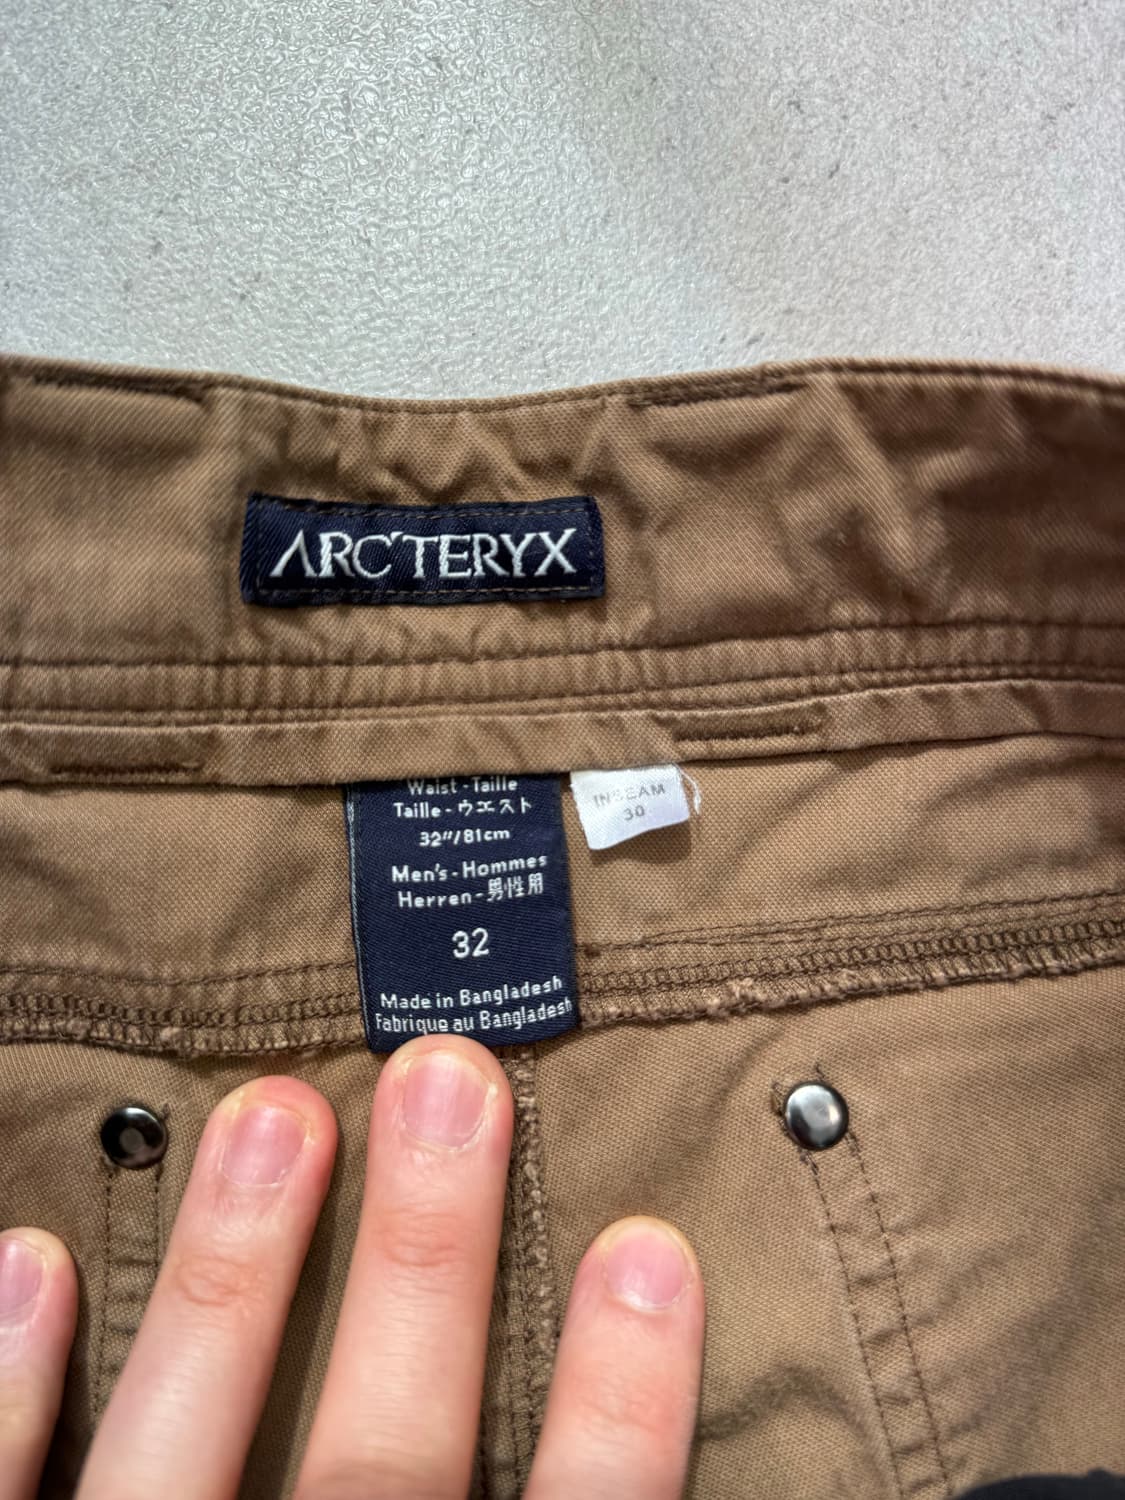 ARC'TERYX
Waist - Taille
Taille - ウエスト
32"/81cm
Men's - Hommes
Herren - 男性用
32
Made in Bangladesh
Fabriqué au Bangladesh
INSEAM
30